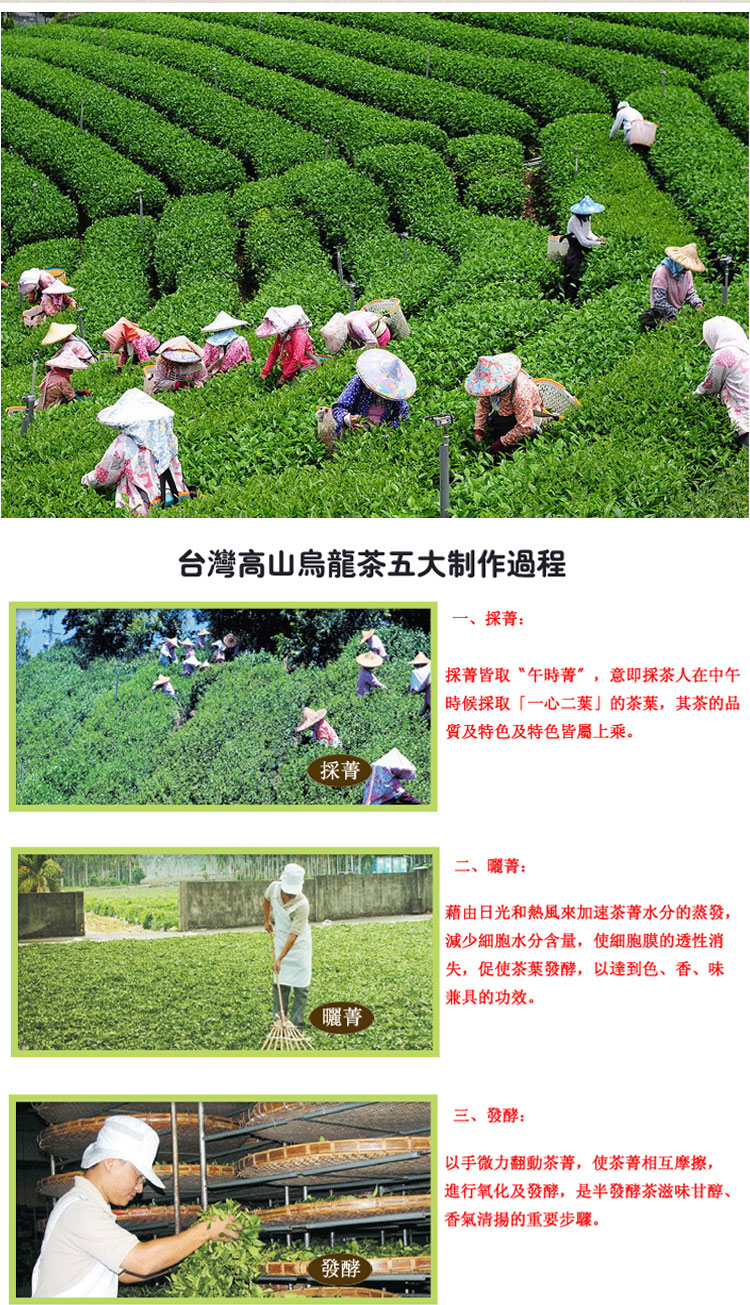 台灣高山烏龍茶五大制作過程
一、採菁：
採菁皆取〝午時菁〞，意即採茶人在中午
時候採取「一心二葉」的茶葉，其茶的品
質及特色及特色皆屬上乘。
採菁
二、曬菁：
藉由日光和熱風來加速茶菁水分的蒸發，
減少細胞水分含量，使細胞膜的透性消
失，促使茶葉發酵，以達到色、香、味
兼具的功效。
曬菁
三、發酵：
以手微力翻動茶菁，使茶菁相互摩擦，
進行氧化及發酵，是半發酵茶滋味甘醇、
香氣清揚的重要步驟。
發酵